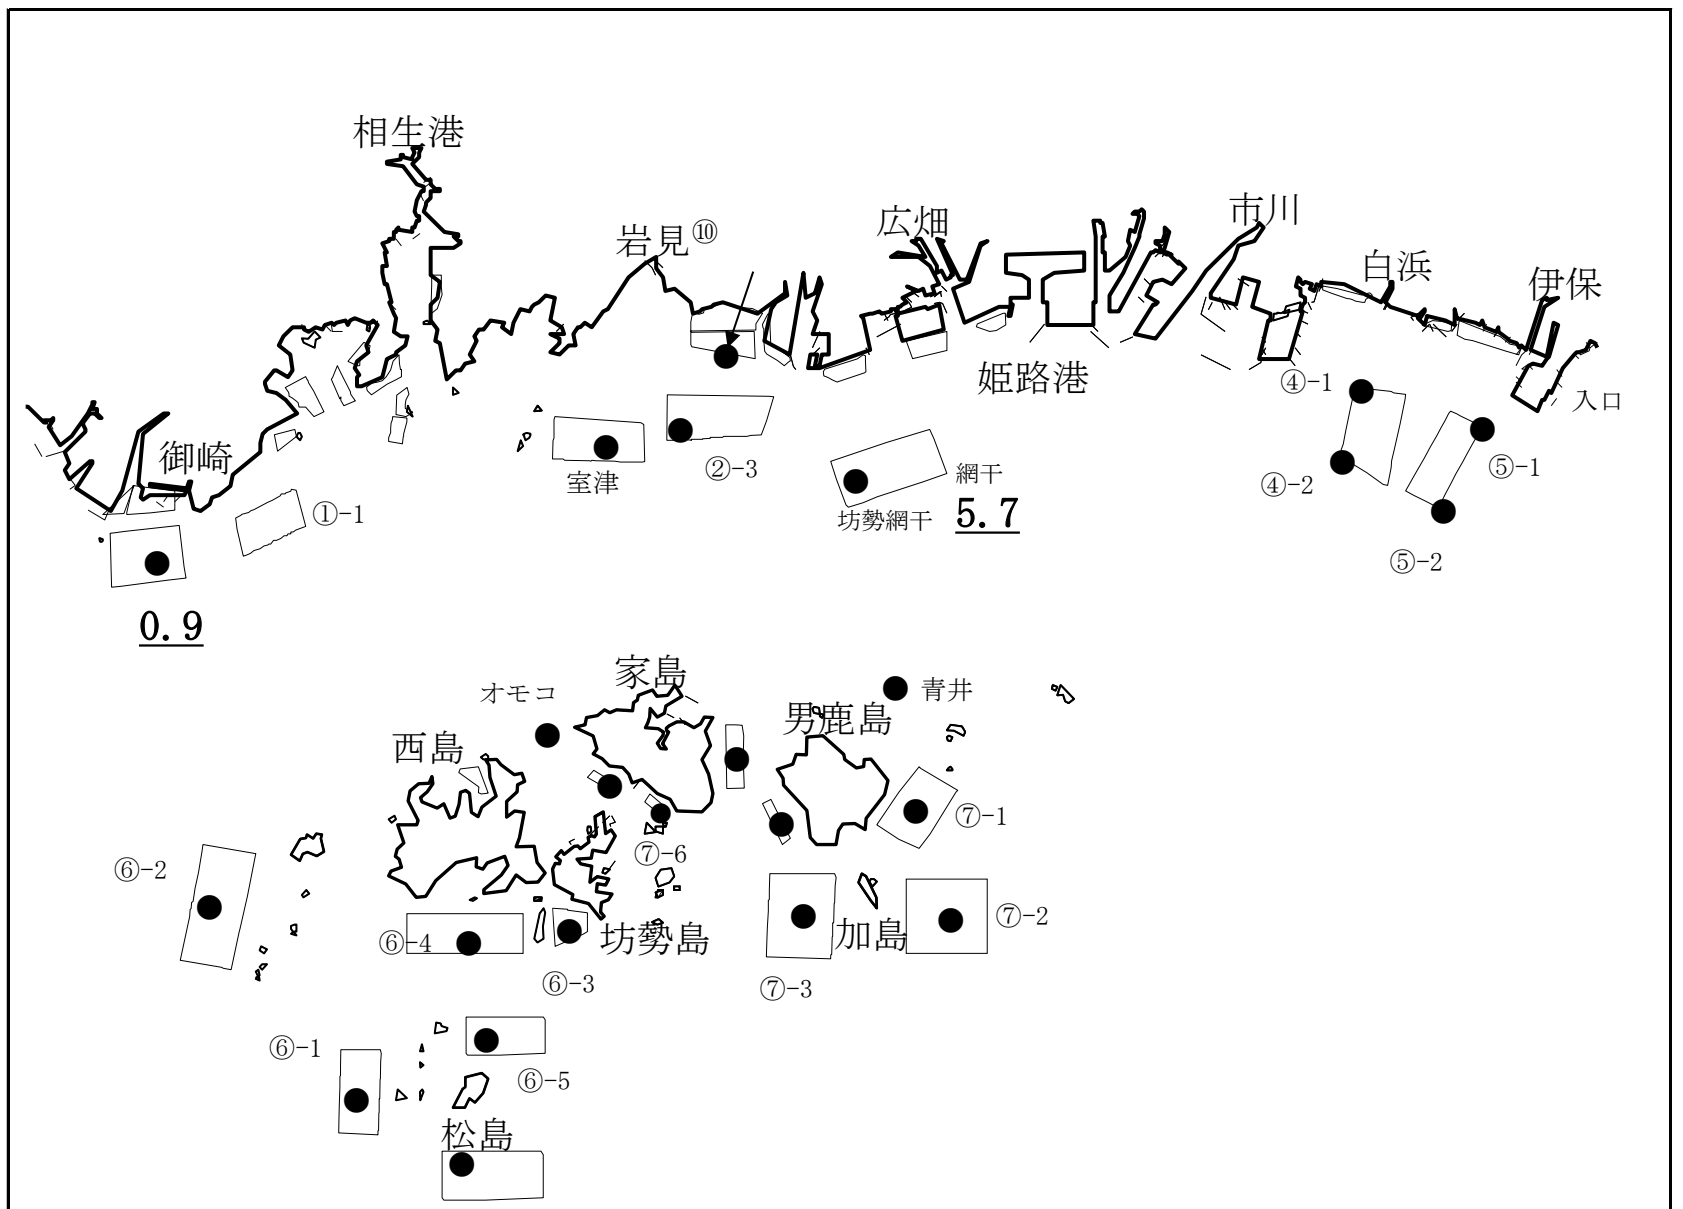 相生港
市川
広畑
岩見⑩
白浜
伊保
姫路港
④-1
入口
御崎
②-3
⑤-1
網干
室津
④-2
①-1
坊勢網干
5.7
⑤-2
0.9
家島
オモコ
青井
男鹿島
西島
⑦-1
⑦-6
⑥-2
⑦-2
加島
坊勢島
⑥-4
⑥-3
⑦-3
⑥-1
⑥-5
松島